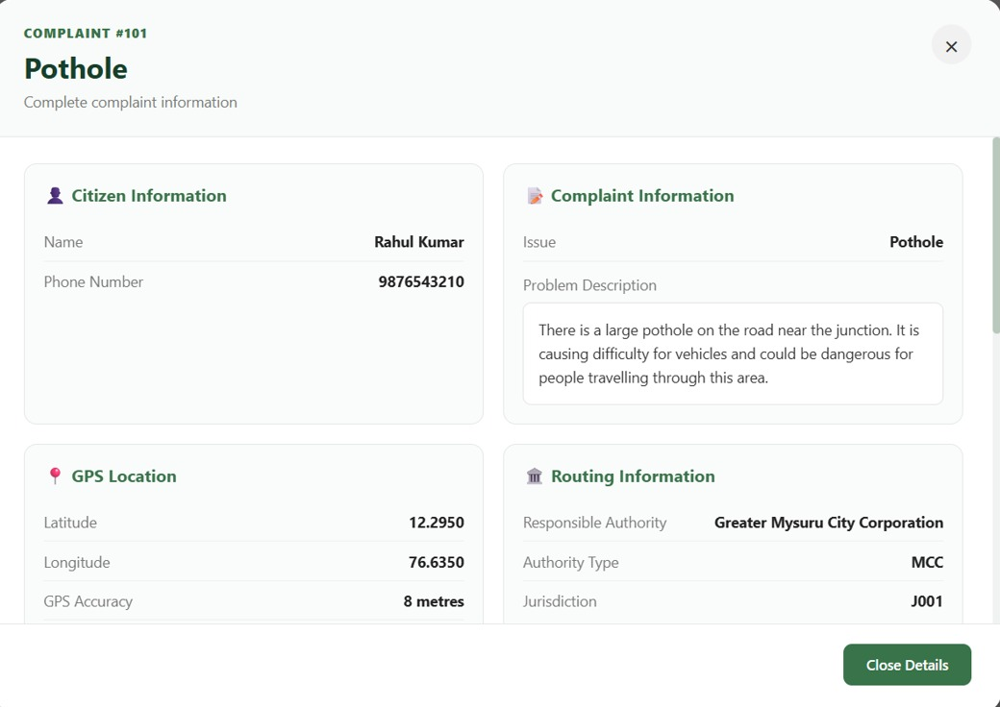 COMPLAINT #101
Pothole
Complete complaint information
Citizen Information
Name Rahul Kumar
Phone Number 9876543210
Complaint Information
Issue Pothole
Problem Description
There is a large pothole on the road near the junction. It is
causing difficulty for vehicles and could be dangerous for
people travelling through this area.
GPS Location
Latitude 12.2950
Longitude 76.6350
GPS Accuracy 8 metres
Routing Information
Responsible Authority Greater Mysuru City Corporation
Authority Type MCC
Jurisdiction J001
Close Details